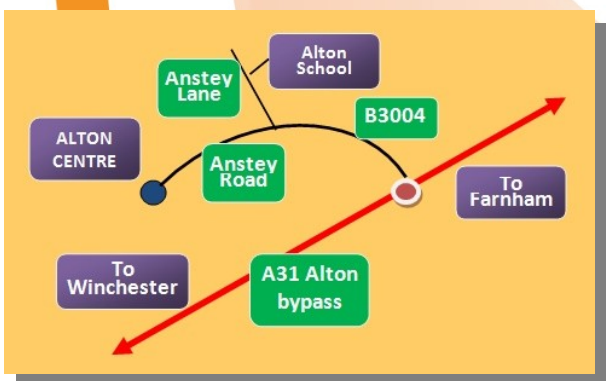 Alton
School
Anstey
Lane
B3004
ALTON
CENTRE
Anstey
Road
To
Farnham
To
Winchester
A31 Alton
bypass